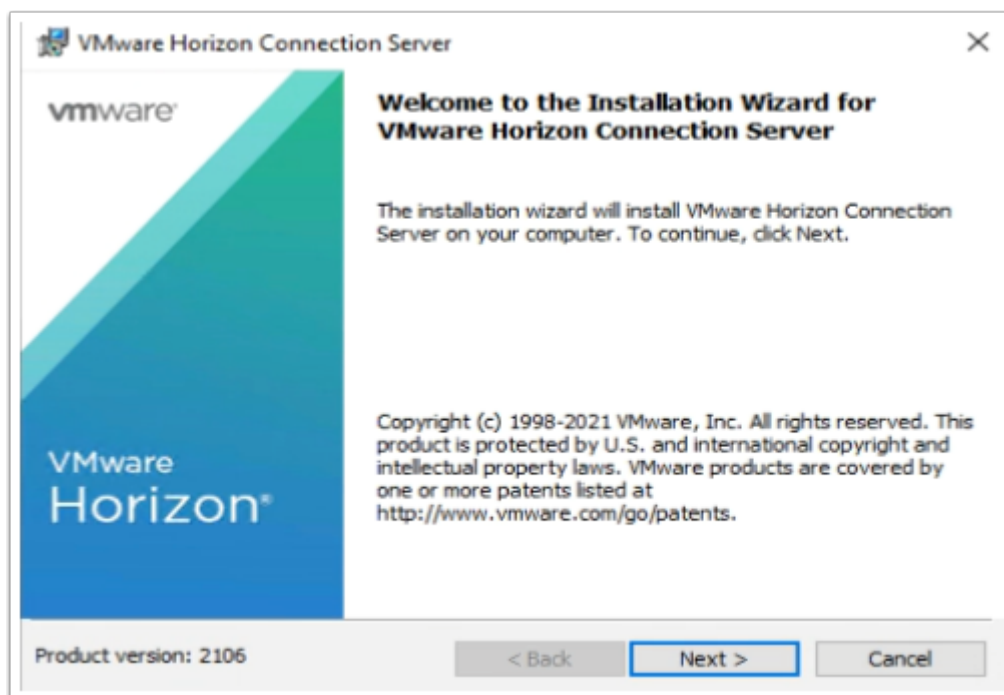 VMware Horizon Connection Server
vmware
Welcome to the Installation Wizard for
VMware Horizon Connection Server
The installation wizard will install VMware Horizon Connection
Server on your computer. To continue, click Next.
Copyright (c) 1998-2021 VMware, Inc. All rights reserved. This
product is protected by U.S. and international copyright and
intellectual property laws. VMware products are covered by
one or more patents listed at
http://www.vmware.com/go/patents.
VMware
Horizon®
Product version: 2106
< Back
Next >
Cancel